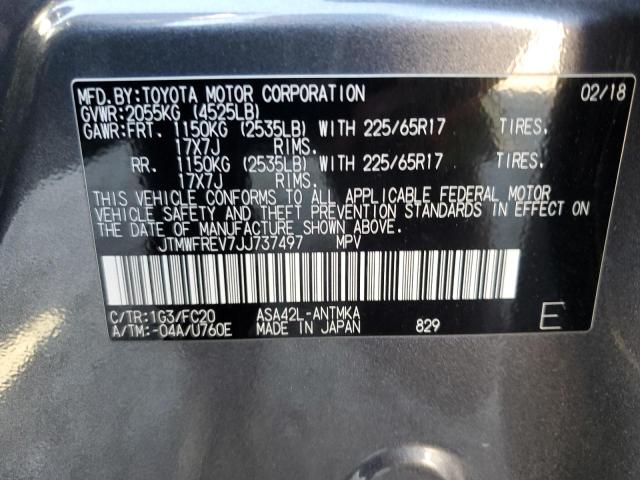 MFD.BY:TOYOTA MOTOR CORPORATION 02/18
GVWR:2055KG (4525LB)
GAWR:FRT. 1150KG (2535LB) WITH 225/65R17 TIRES.
17X7J RIMS.
RR. 1150KG (2535LB) WITH 225/65R17 TIRES.
17X7J RIMS.
THIS VEHICLE CONFORMS TO ALL APPLICABLE FEDERAL MOTOR
VEHICLE SAFETY AND THEFT PREVENTION STANDARDS IN EFFECT ON
THE DATE OF MANUFACTURE SHOWN ABOVE.
JTMWFREV7JJ737497 MPV
C/TR:1G3/FC20 ASA42L-ANTMKA
A/TM:-04A/U760E MADE IN JAPAN 829 E